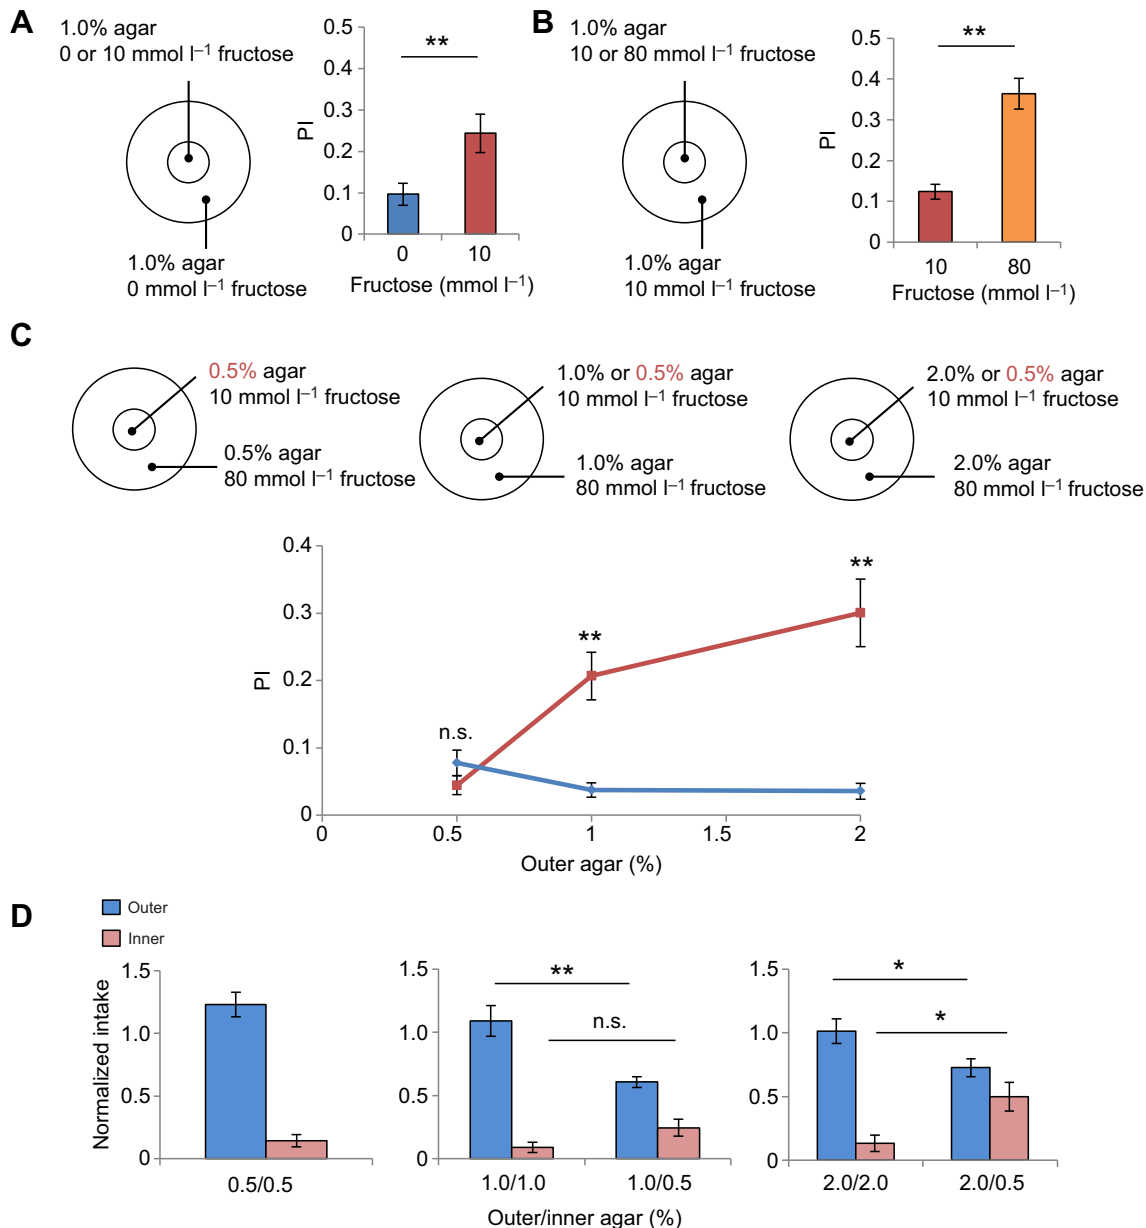 A
1.0% agar
0 or 10 mmol l⁻¹ fructose
1.0% agar
0 mmol l⁻¹ fructose
PI
0.5
0.4
0.3
0.2
0.1
0
**
0
10
Fructose (mmol l⁻¹)
B
1.0% agar
10 or 80 mmol l⁻¹ fructose
1.0% agar
10 mmol l⁻¹ fructose
PI
0.5
0.4
0.3
0.2
0.1
0
**
10
80
Fructose (mmol l⁻¹)
C
0.5% agar
10 mmol l⁻¹ fructose
0.5% agar
80 mmol l⁻¹ fructose
1.0% or 0.5% agar
10 mmol l⁻¹ fructose
1.0% agar
80 mmol l⁻¹ fructose
2.0% or 0.5% agar
10 mmol l⁻¹ fructose
2.0% agar
80 mmol l⁻¹ fructose
PI
0.4
0.3
0.2
0.1
0
n.s.
**
**
0
0.5
1
1.5
2
Outer agar (%)
D
Outer
Inner
Normalized intake
1.5
1.0
0.5
0
0.5/0.5
1.5
1.0
0.5
0
**
n.s.
1.0/1.0
1.0/0.5
1.5
1.0
0.5
0
*
*
2.0/2.0
2.0/0.5
Outer/inner agar (%)